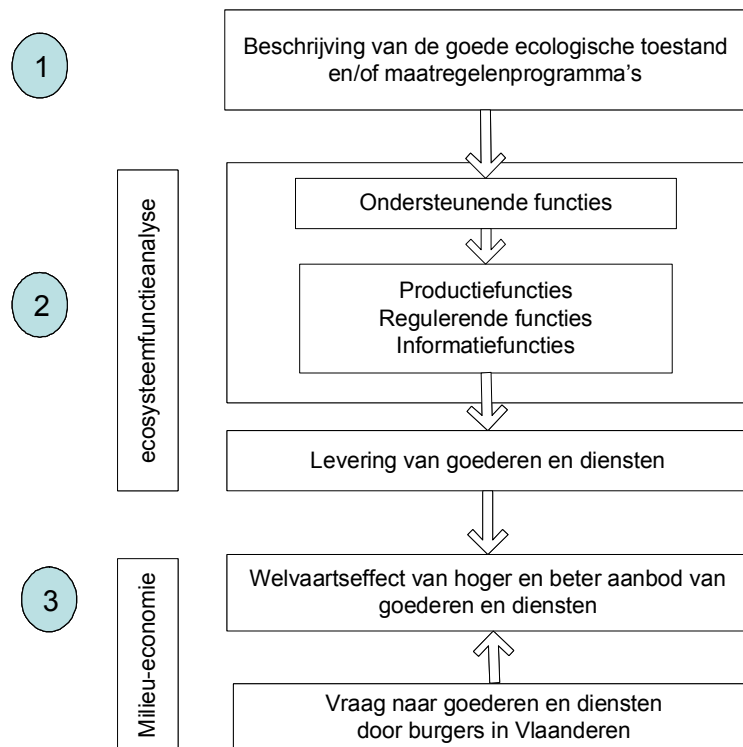 1
Beschrijving van de goede ecologische toestand
en/of maatregelenprogramma's
ecosysteemfunctieanalyse
Ondersteunende functies
2
Productiefuncties
Regulerende functies
Informatiefuncties
Levering van goederen en diensten
3
Milieu-economie
Welvaartseffect van hoger en beter aanbod van
goederen en diensten
Vraag naar goederen en diensten
door burgers in Vlaanderen